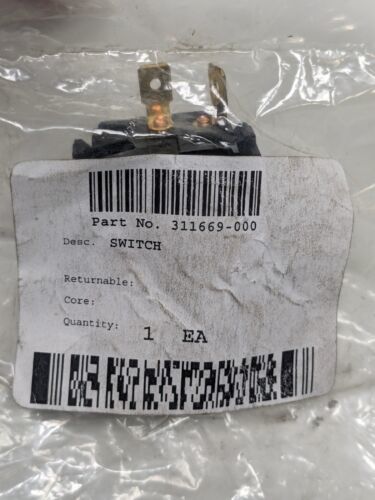 Part No. 311669-000
Desc. SWITCH
Returnable:
Core:
Quantity: 1 EA